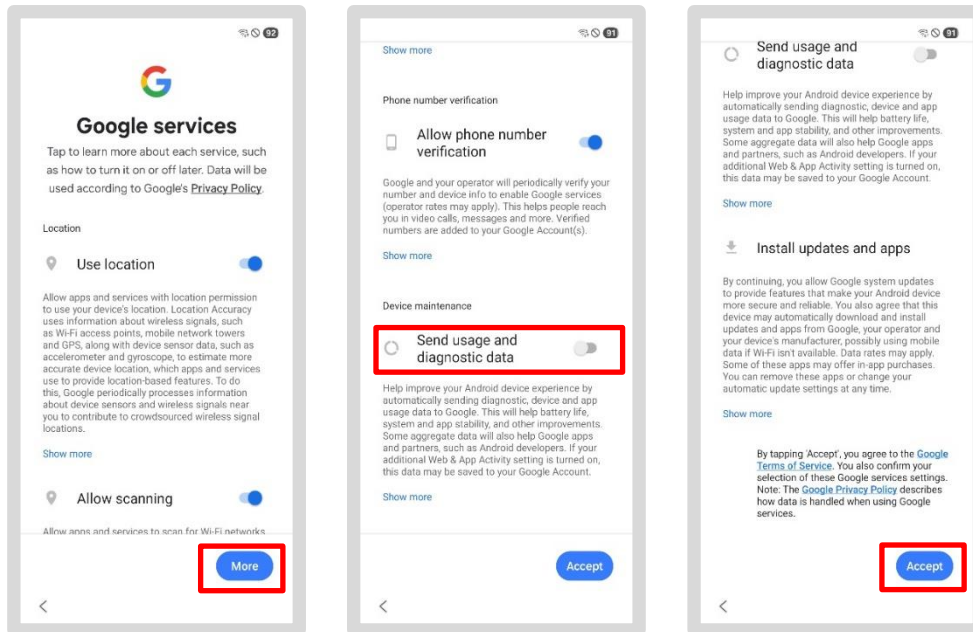 92
Google services
Tap to learn more about each service, such
as how to turn it on or off later. Data will be
used according to Google's Privacy Policy.
Location
Use location
Allow apps and services with location permission
to use your device's location. Location Accuracy
uses information about wireless signals, such
as Wi-Fi access points, mobile network towers
and GPS, along with device sensor data, such as
accelerometer and gyroscope, to estimate more
accurate device location, which apps and services
use to provide location-based features. To do
this, Google periodically processes information
about device sensors and wireless signals near
you to contribute to crowdsourced wireless signal
locations.
Show more
Allow scanning
Allow apps and services to scan for Wi-Fi networks
More
91
Show more
Phone number verification
Allow phone number
verification
Google and your operator will periodically verify your
number and device info to enable Google services
(operator rates may apply). This helps people reach
you in video calls, messages and more. Verified
numbers are added to your Google Account(s).
Show more
Device maintenance
Send usage and
diagnostic data
Help improve your Android device experience by
automatically sending diagnostic, device and app
usage data to Google. This will help battery life,
system and app stability, and other improvements.
Some aggregate data will also help Google apps
and partners, such as Android developers. If your
additional Web & App Activity setting is turned on,
this data may be saved to your Google Account.
Show more
Accept
91
Send usage and
diagnostic data
Help improve your Android device experience by
automatically sending diagnostic, device and app
usage data to Google. This will help battery life,
system and app stability, and other improvements.
Some aggregate data will also help Google apps
and partners, such as Android developers. If your
additional Web & App Activity setting is turned on,
this data may be saved to your Google Account.
Show more
Install updates and apps
By continuing, you allow Google system updates
to provide features that make your Android device
more secure and reliable. You also agree that this
device may automatically download and install
updates and apps from Google, your operator and
your device's manufacturer, possibly using mobile
data if Wi-Fi isn't available. Data rates may apply.
Some of these apps may offer in-app purchases.
You can remove these apps or change your
automatic update settings at any time.
Show more
By tapping 'Accept', you agree to the Google
Terms of Service. You also confirm your
selection of these Google services settings.
Note: The Google Privacy Policy describes
how data is handled when using Google
services.
Accept